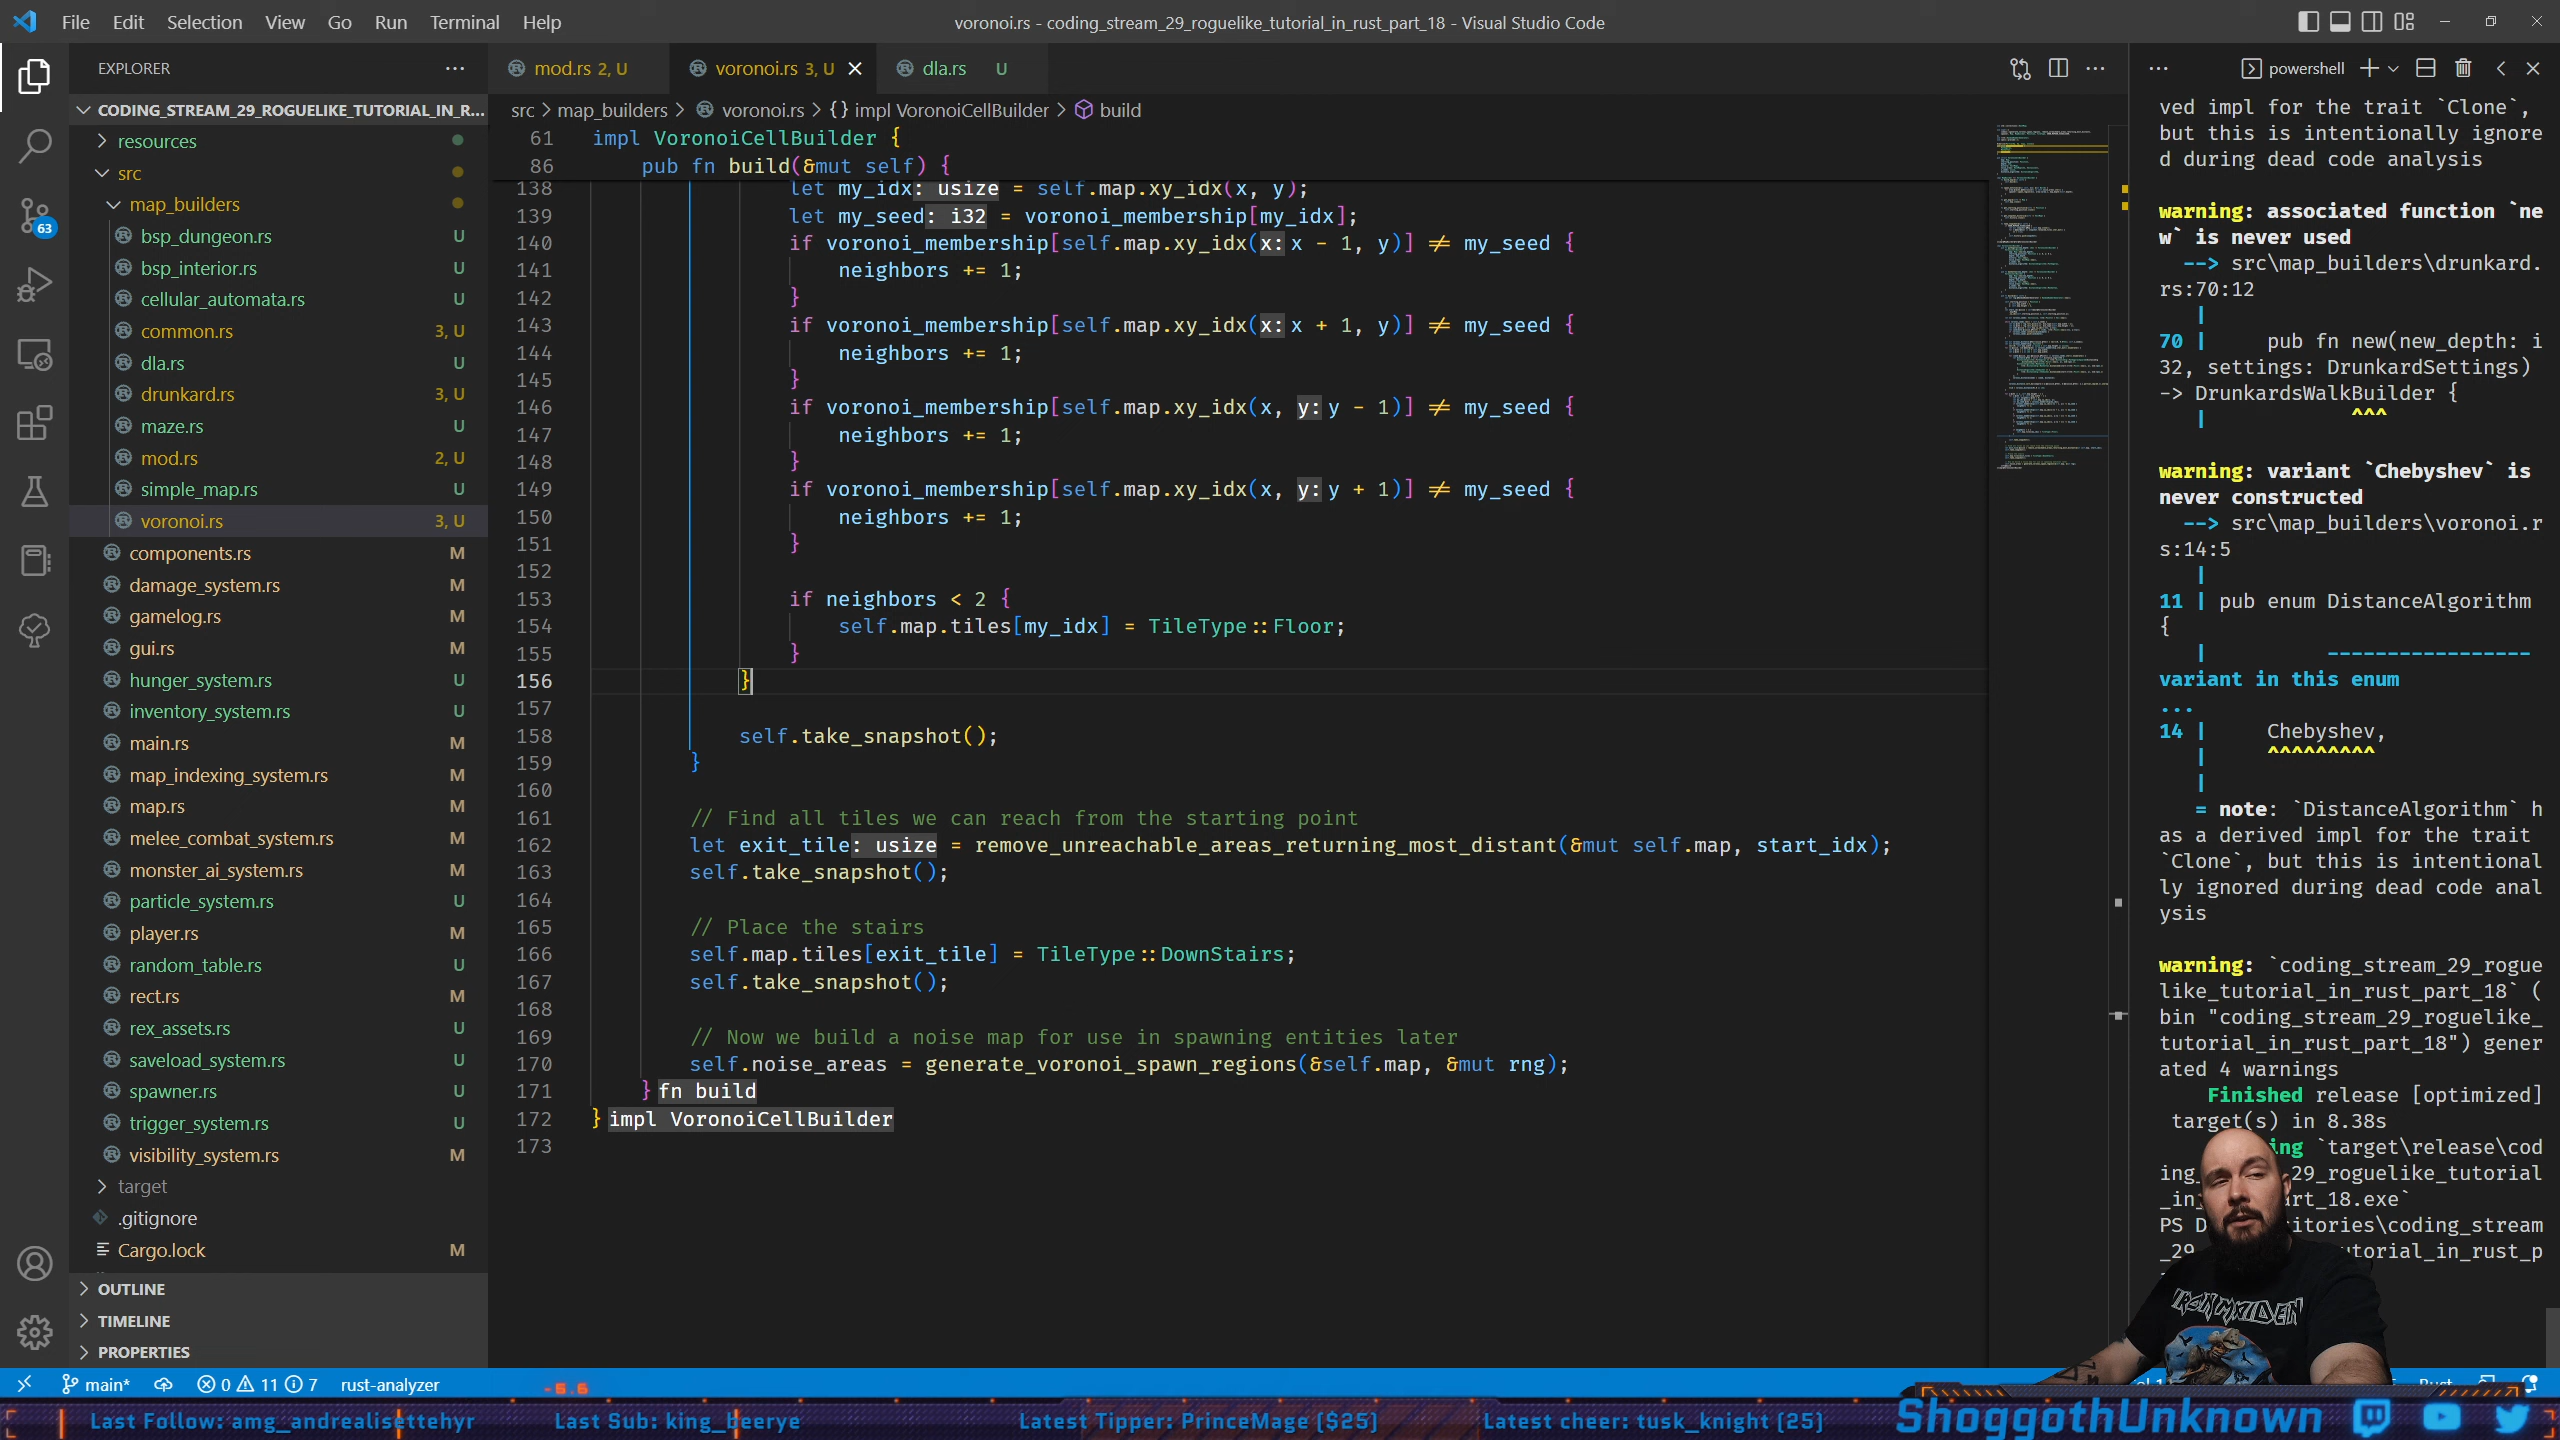 File Edit Selection View Go Run Terminal Help
voronoi.rs - coding_stream_29_roguelike_tutorial_in_rust_part_18 - Visual Studio Code
EXPLORER
CODING_STREAM_29_ROGUELIKE_TUTORIAL_IN_R...
resources
src
map_builders
bsp_dungeon.rs U
bsp_interior.rs U
cellular_automata.rs U
common.rs 3, U
dla.rs U
drunkard.rs 3, U
maze.rs U
mod.rs 2, U
simple_map.rs U
voronoi.rs 3, U
components.rs M
damage_system.rs M
gamelog.rs M
gui.rs M
hunger_system.rs U
inventory_system.rs U
main.rs M
map_indexing_system.rs M
map.rs M
melee_combat_system.rs M
monster_ai_system.rs M
particle_system.rs U
player.rs M
random_table.rs U
rect.rs M
rex_assets.rs U
saveload_system.rs U
spawner.rs U
trigger_system.rs U
visibility_system.rs M
target
.gitignore
Cargo.lock M
OUTLINE
TIMELINE
PROPERTIES
63
mod.rs 2, U
voronoi.rs 3, U
dla.rs U
src > map_builders > voronoi.rs > {} impl VoronoiCellBuilder > build
61 impl VoronoiCellBuilder {
86 pub fn build(&mut self) {
138 let my_idx: usize = self.map.xy_idx(x, y);
139 let my_seed: i32 = voronoi_membership[my_idx];
140 if voronoi_membership[self.map.xy_idx(x: x - 1, y)] != my_seed {
141 neighbors += 1;
142 }
143 if voronoi_membership[self.map.xy_idx(x: x + 1, y)] != my_seed {
144 neighbors += 1;
145 }
146 if voronoi_membership[self.map.xy_idx(x, y: y - 1)] != my_seed {
147 neighbors += 1;
148 }
149 if voronoi_membership[self.map.xy_idx(x, y: y + 1)] != my_seed {
150 neighbors += 1;
151 }
152
153 if neighbors < 2 {
154 self.map.tiles[my_idx] = TileType::Floor;
155 }
156 }
157
158 self.take_snapshot();
159 }
160
161 // Find all tiles we can reach from the starting point
162 let exit_tile: usize = remove_unreachable_areas_returning_most_distant(&mut self.map, start_idx);
163 self.take_snapshot();
164
165 // Place the stairs
166 self.map.tiles[exit_tile] = TileType::DownStairs;
167 self.take_snapshot();
168
169 // Now we build a noise map for use in spawning entities later
170 self.noise_areas = generate_voronoi_spawn_regions(&self.map, &mut rng);
171 } fn build
172 } impl VoronoiCellBuilder
173
powershell
ved impl for the trait `Clone`,
but this is intentionally ignore
d during dead code analysis
warning: associated function `ne
w` is never used
--> src\map_builders\drunkard.
rs:70:12
|
70 | pub fn new(new_depth: i
32, settings: DrunkardSettings)
-> DrunkardsWalkBuilder {
| ^^^
warning: variant `Chebyshev` is
never constructed
--> src\map_builders\voronoi.r
s:14:5
|
11 | pub enum DistanceAlgorithm
{
| -----------------
variant in this enum
...
14 | Chebyshev,
| ^^^^^^^^^
|
= note: `DistanceAlgorithm` h
as a derived impl for the trait
`Clone`, but this is intentional
ly ignored during dead code anal
ysis
warning: `coding_stream_29_rogue
like_tutorial_in_rust_part_18` (
bin "coding_stream_29_roguelike_
tutorial_in_rust_part_18") gener
ated 4 warnings
Finished release [optimized]
target(s) in 8.38s
ing `target\release\cod
ing_ 29_roguelike_tutorial
_in_ rt_18.exe`
PS D itories\coding_stream
_29 utorial_in_rust_p
IRON MAIDEN
main* 0 11 7 rust-analyzer
-5.6
Last Follow: amg_andrealisettehyr
Last Sub: king_beerye
Latest Tipper: PrinceMage [$25]
Latest cheer: tusk_knight [25]
ShoggothUnknown